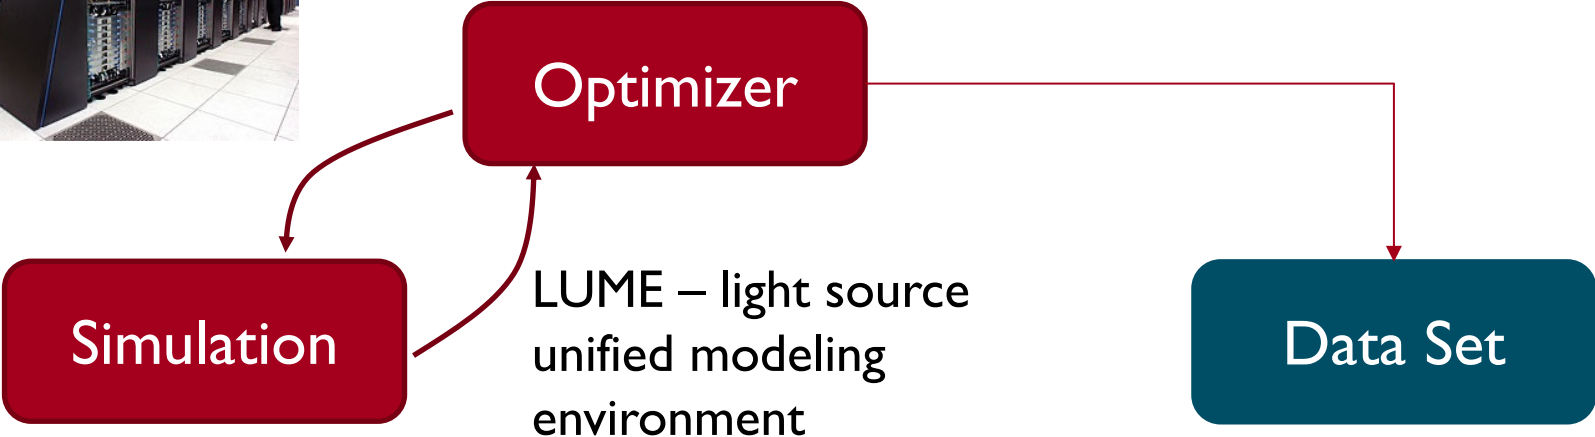 Optimizer
Simulation
LUME – light source
unified modeling
environment
Data Set